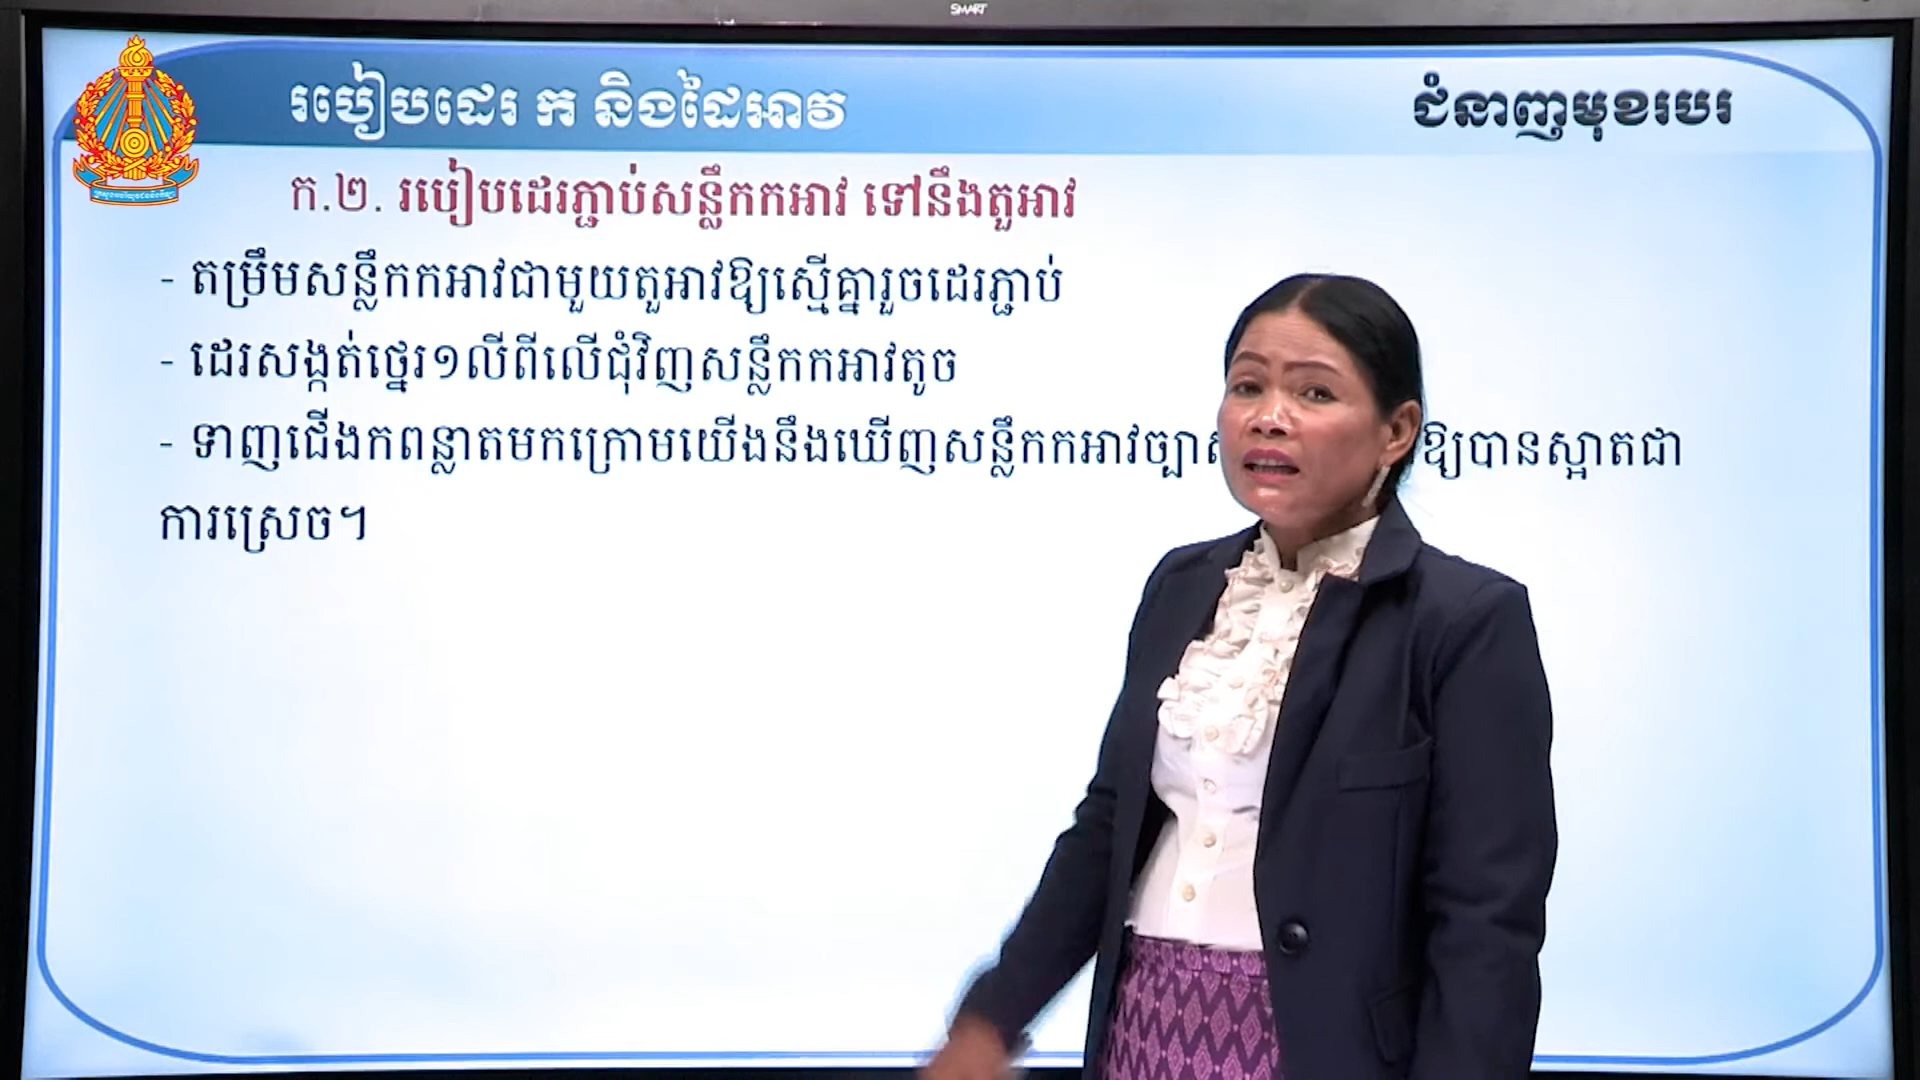 SMART
របៀបដេរ ក និងដៃអាវ
ជំនាញមុខរបរ
ក.២. របៀបដេរភ្ជាប់សន្លឹកកអាវ ទៅនឹងតួអាវ
- តម្រឹមសន្លឹកកអាវជាមួយតួអាវឱ្យស្មើគ្នារួចដេរភ្ជាប់
- ដេរសង្កត់ថ្នេរ១លីពីលើជុំវិញសន្លឹកកអាវតូច
- ទាញជើងកពន្លាតមកក្រោមយើងនឹងឃើញសន្លឹកកអាវ ឱ្យបានស្អាតជា
ការស្រេច។